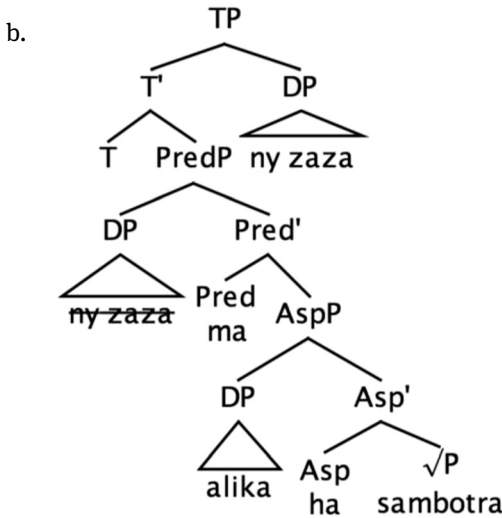 b.
TP
T' DP
T PredP ny zaza
DP Pred'
ny zaza Pred AspP
ma
DP Asp'
alika Asp √P
ha sambotra